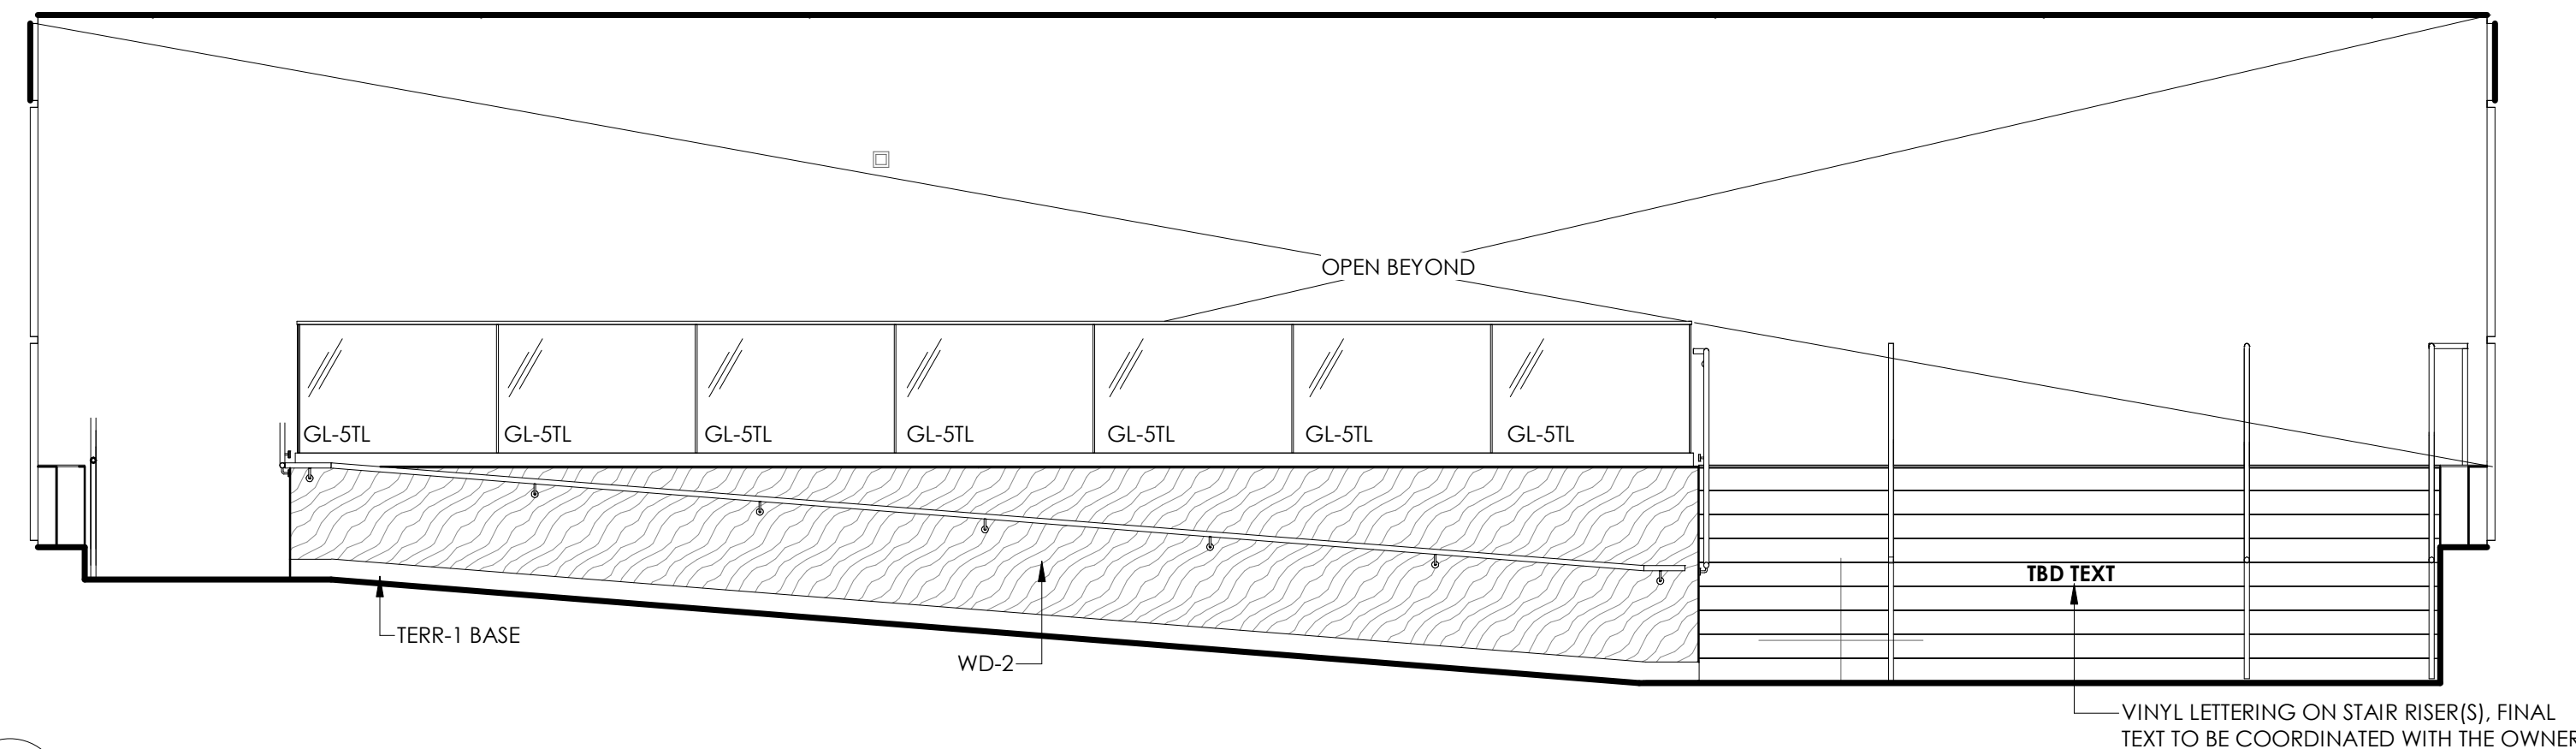 OPEN BEYOND
GL-5TL GL-5TL GL-5TL GL-5TL GL-5TL GL-5TL GL-5TL
TBD TEXT
TERR-1 BASE
WD-2
VINYL LETTERING ON STAIR RISER(S), FINAL
TEXT TO BE COORDINATED WITH THE OWNER